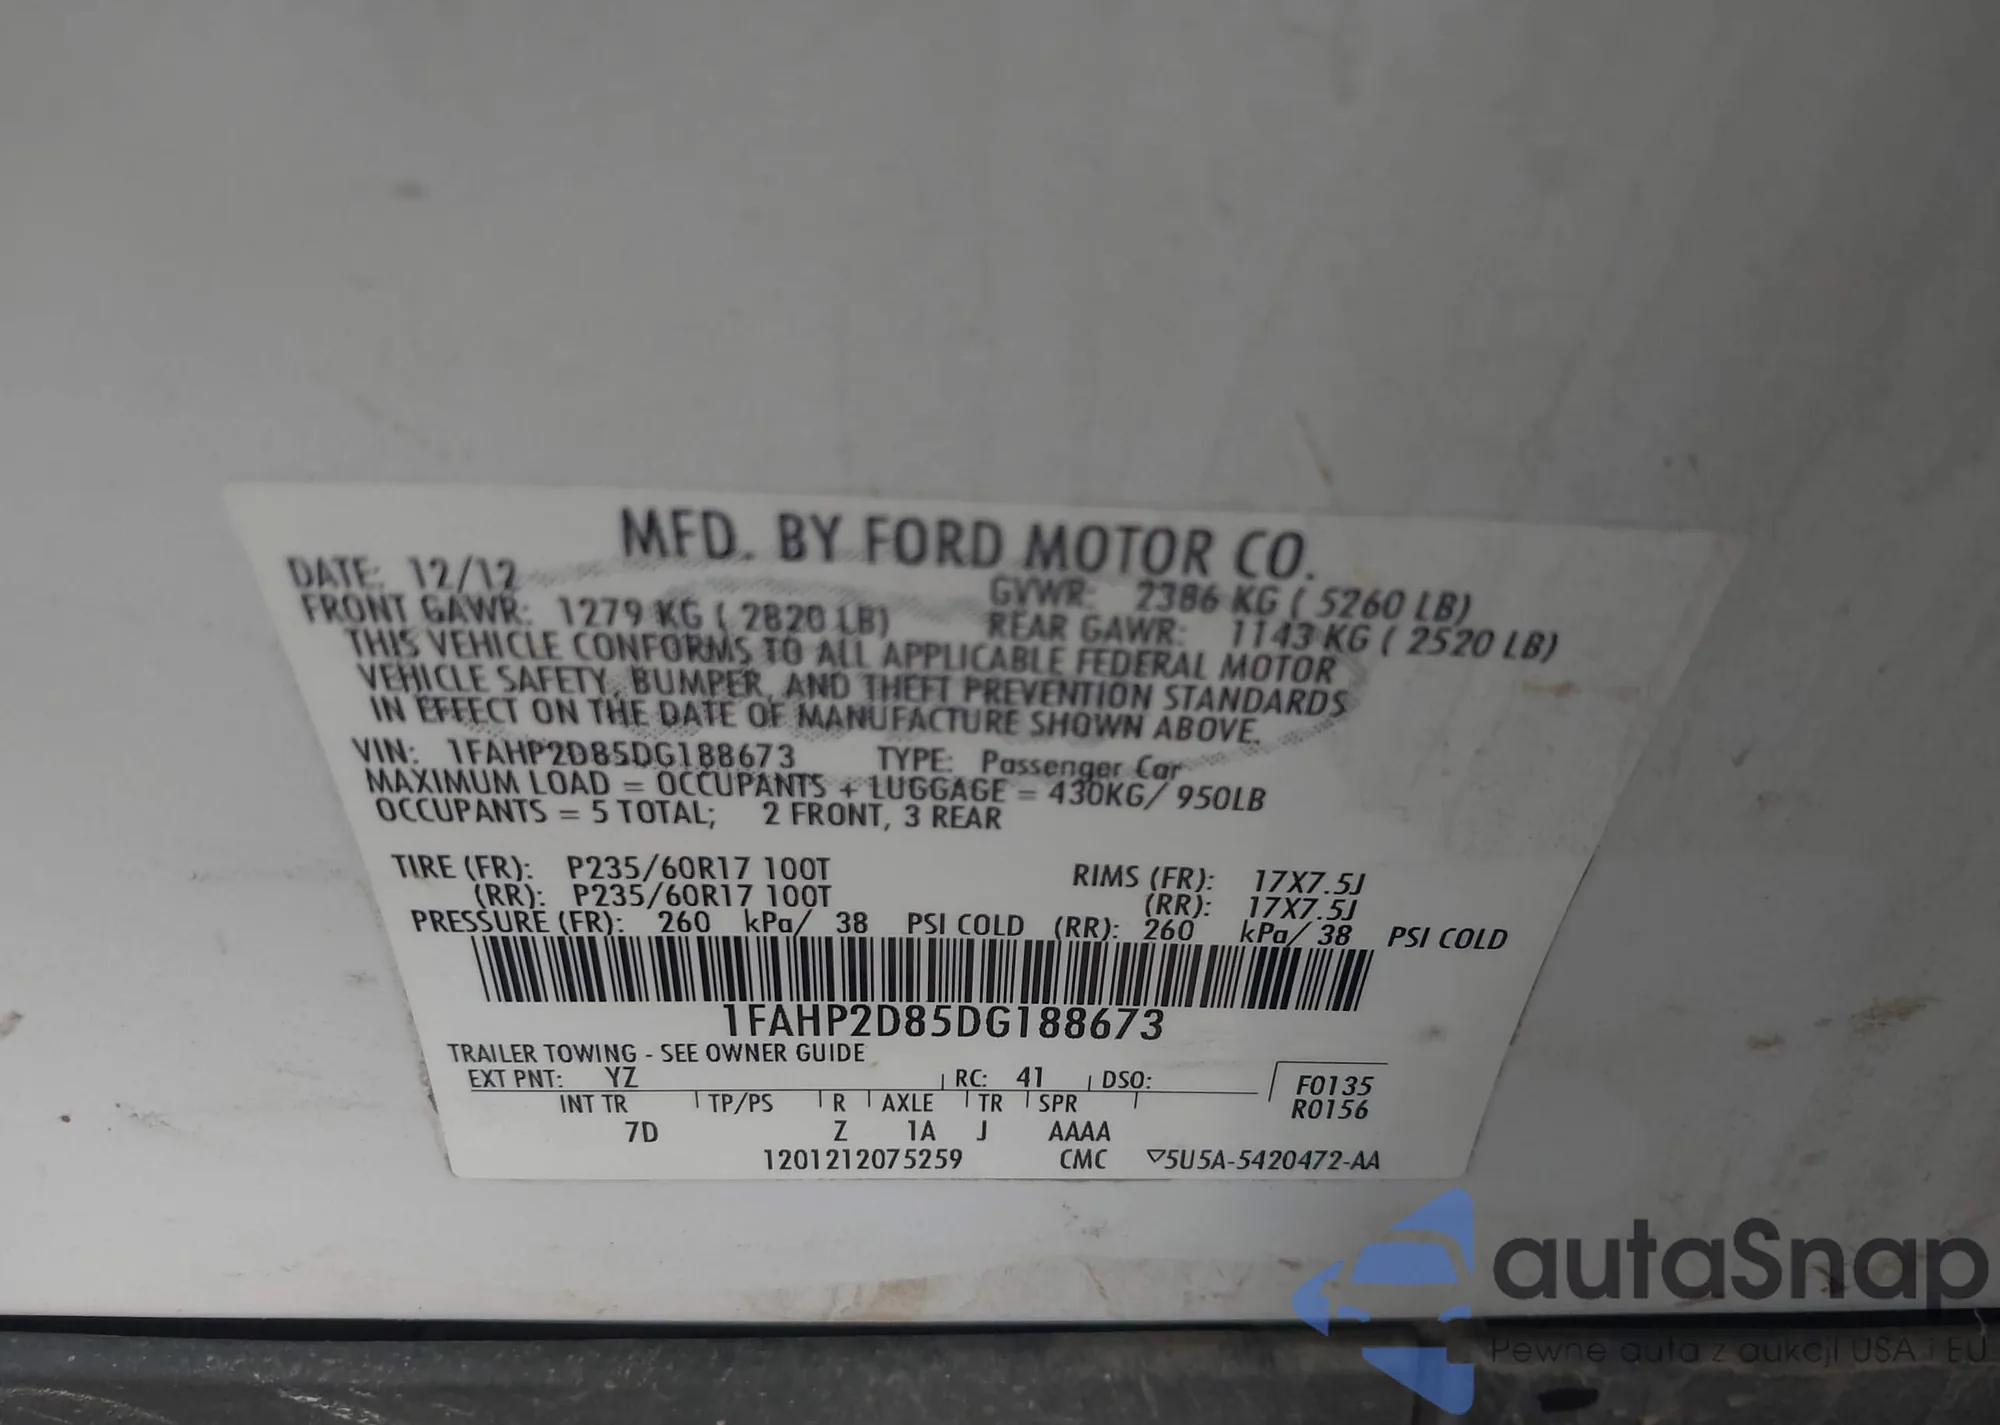 MFD. BY FORD MOTOR CO.
DATE: 12/12 GVWR: 2386 KG ( 5260 LB)
FRONT GAWR: 1279 KG ( 2820 LB) REAR GAWR: 1143 KG ( 2520 LB)
THIS VEHICLE CONFORMS TO ALL APPLICABLE FEDERAL MOTOR
VEHICLE SAFETY, BUMPER, AND THEFT PREVENTION STANDARDS
IN EFFECT ON THE DATE OF MANUFACTURE SHOWN ABOVE.
VIN: 1FAHP2D85DG188673 TYPE: Passenger Car
MAXIMUM LOAD = OCCUPANTS + LUGGAGE = 430KG/ 950LB
OCCUPANTS = 5 TOTAL; 2 FRONT, 3 REAR
TIRE (FR): P235/60R17 100T RIMS (FR): 17X7.5J
(RR): P235/60R17 100T (RR): 17X7.5J
PRESSURE (FR): 260 kPa/ 38 PSI COLD (RR): 260 kPa/ 38 PSI COLD
1FAHP2D85DG188673
TRAILER TOWING - SEE OWNER GUIDE
EXT PNT: YZ RC: 41 DSO: F0135
INT TR TP/PS R AXLE TR SPR R0156
7D Z 1A J AAAA
1201212075259 CMC ▽5U5A-5420472-AA
autaSnap
Pewne auta z aukcji USA i EU